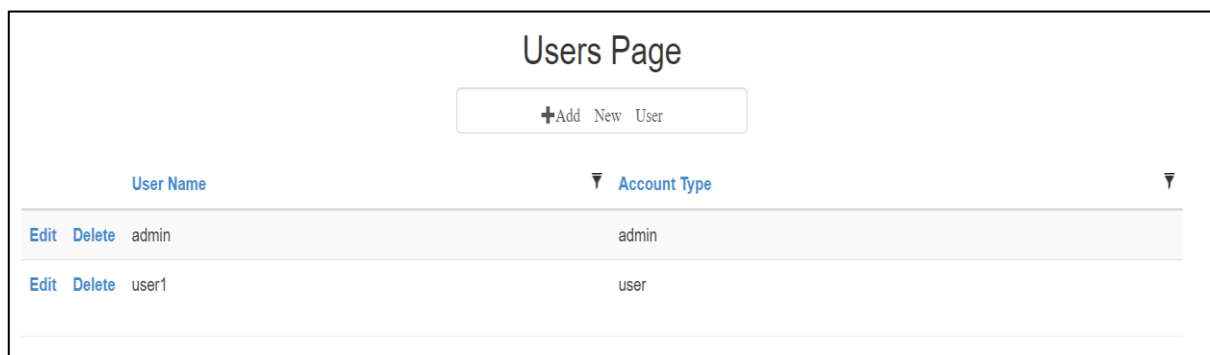 Users Page
Add New User
User Name Account Type
Edit Delete admin admin
Edit Delete user1 user